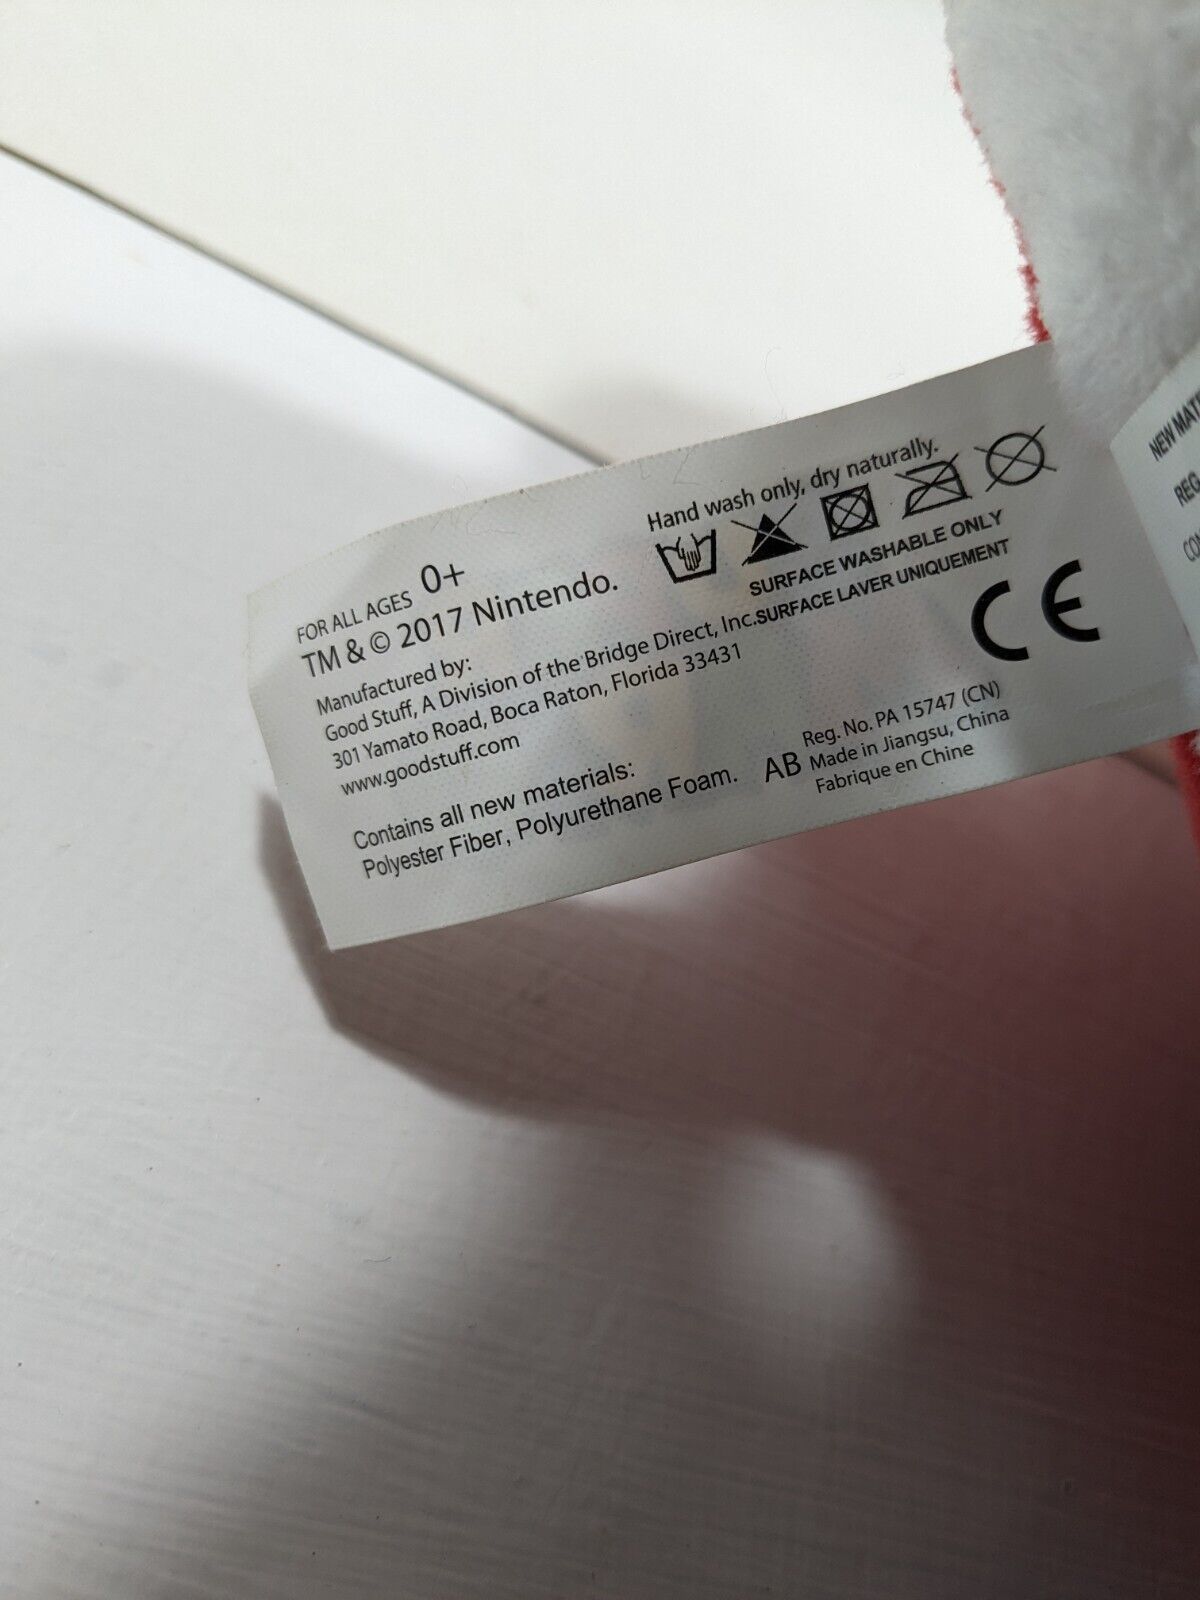 FOR ALL AGES 0+
TM & © 2017 Nintendo.
Manufactured by:
Good Stuff, A Division of the Bridge Direct, Inc.
301 Yamato Road, Boca Raton, Florida 33431
www.goodstuff.com
Contains all new materials:
Polyester Fiber, Polyurethane Foam.
Hand wash only, dry naturally.
SURFACE WASHABLE ONLY
SURFACE LAVER UNIQUEMENT
CE
AB
Reg. No. PA 15747 (CN)
Made in Jiangsu, China
Fabrique en Chine
NEW
REG